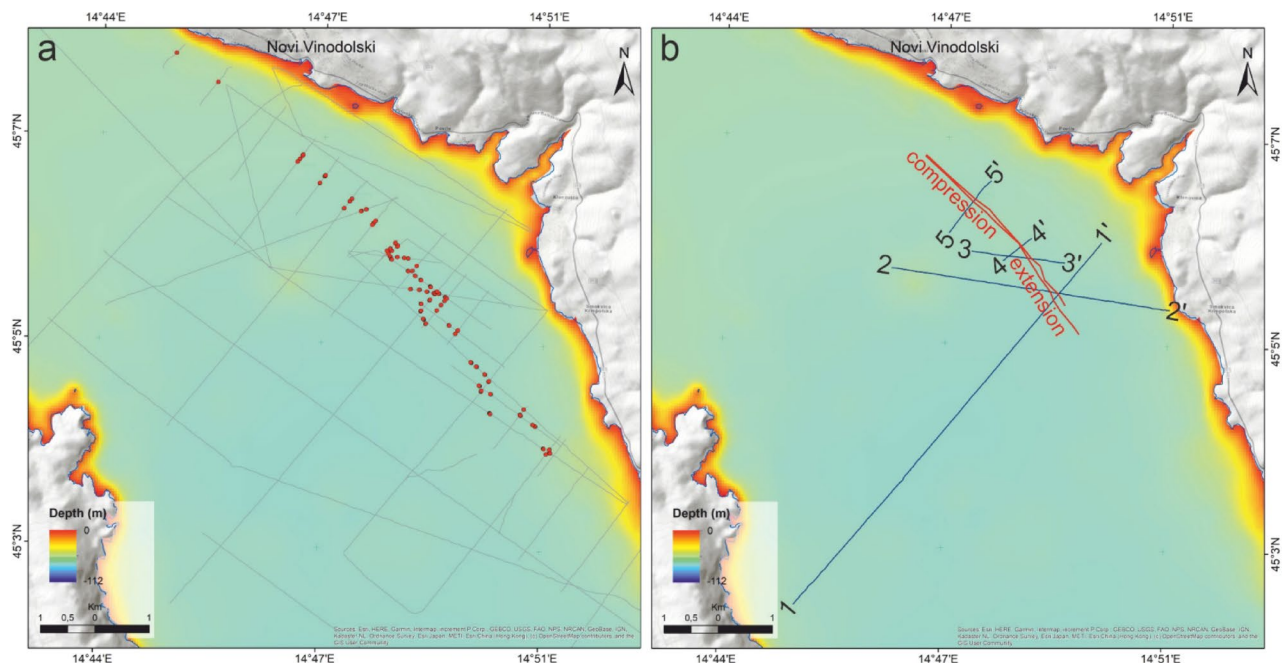 14°44'E 14°47'E 14°51'E 14°44'E 14°47'E 14°51'E
a
Novi Vinodolski
N
b
Novi Vinodolski
N
45°7'N
45°7'N
45°5'N
45°5'N
45°3'N
45°3'N
compression
extension
5'
5
4'
4
3
3'
2
2'
1'
1
Depth (m)
0
-112
Km
1 0,5 0 1
Depth (m)
0
-112
Km
1 0,5 0 1
14°44'E 14°47'E 14°51'E 14°44'E 14°47'E 14°51'E